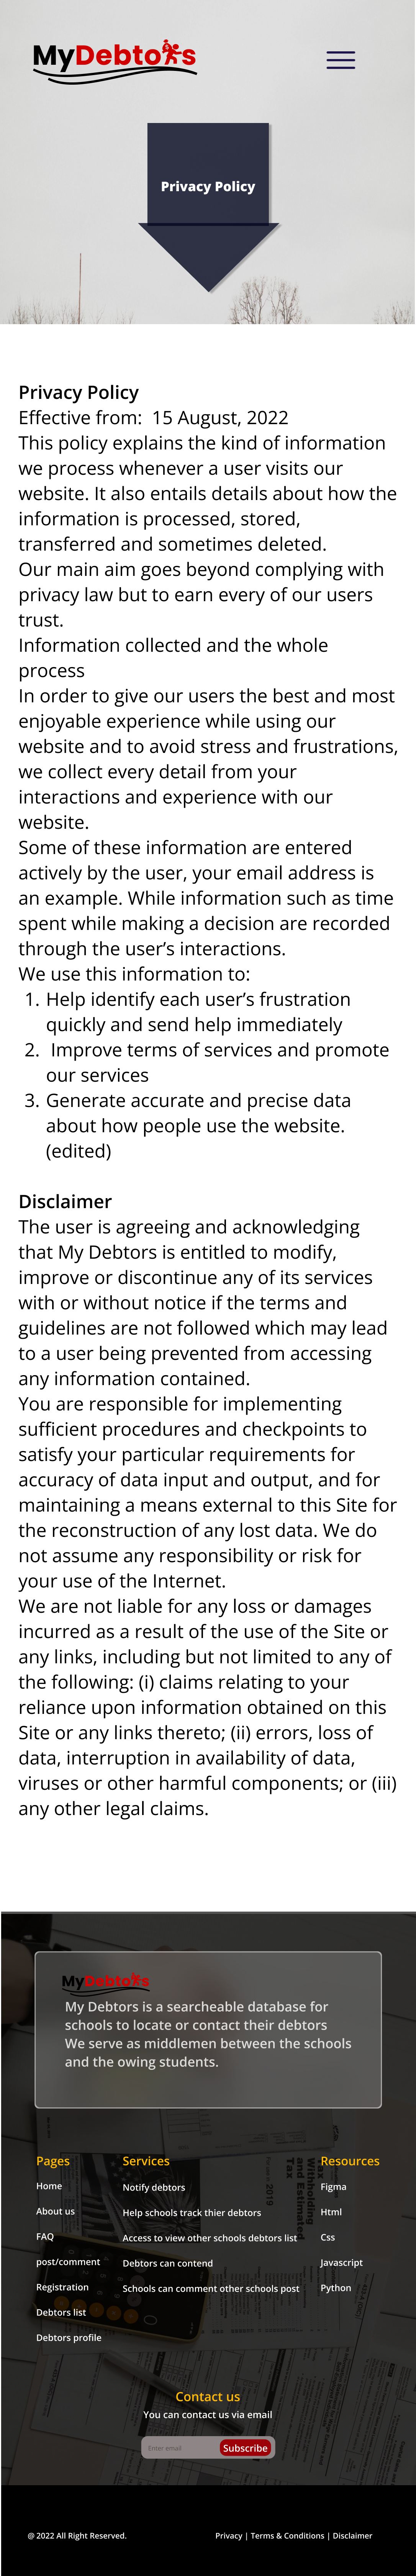 MyDebtors
Privacy Policy
Privacy Policy
Effective from:  15 August, 2022
This policy explains the kind of information
we process whenever a user visits our
website. It also entails details about how the
information is processed, stored,
transferred and sometimes deleted.
Our main aim goes beyond complying with
privacy law but to earn every of our users
trust.
Information collected and the whole
process
In order to give our users the best and most
enjoyable experience while using our
website and to avoid stress and frustrations,
we collect every detail from your
interactions and experience with our
website.
Some of these information are entered
actively by the user, your email address is
an example. While information such as time
spent while making a decision are recorded
through the user’s interactions.
We use this information to:
1. Help identify each user’s frustration
quickly and send help immediately
2.  Improve terms of services and promote
our services
3. Generate accurate and precise data
about how people use the website.
(edited)
Disclaimer
The user is agreeing and acknowledging
that My Debtors is entitled to modify,
improve or discontinue any of its services
with or without notice if the terms and
guidelines are not followed which may lead
to a user being prevented from accessing
any information contained.
You are responsible for implementing
sufficient procedures and checkpoints to
satisfy your particular requirements for
accuracy of data input and output, and for
maintaining a means external to this Site for
the reconstruction of any lost data. We do
not assume any responsibility or risk for
your use of the Internet.
We are not liable for any loss or damages
incurred as a result of the use of the Site or
any links, including but not limited to any of
the following: (i) claims relating to your
reliance upon information obtained on this
Site or any links thereto; (ii) errors, loss of
data, interruption in availability of data,
viruses or other harmful components; or (iii)
any other legal claims.
MyDebtors
My Debtors is a searcheable database for
schools to locate or contact their debtors
We serve as middlemen between the schools
and the owing students.
Pages
Home
About us
FAQ
post/comment
Registration
Debtors list
Debtors profile
Services
Notify debtors
Help schools track thier debtors
Access to view other schools debtors list
Debtors can contend
Schools can comment other schools post
Resources
Figma
Html
Css
Javascript
Python
2019
Withholding
and Estimated
Tax
Contact us
You can contact us via email
Enter email
Subscribe
@ 2022 All Right Reserved.
Privacy | Terms & Conditions | Disclaimer